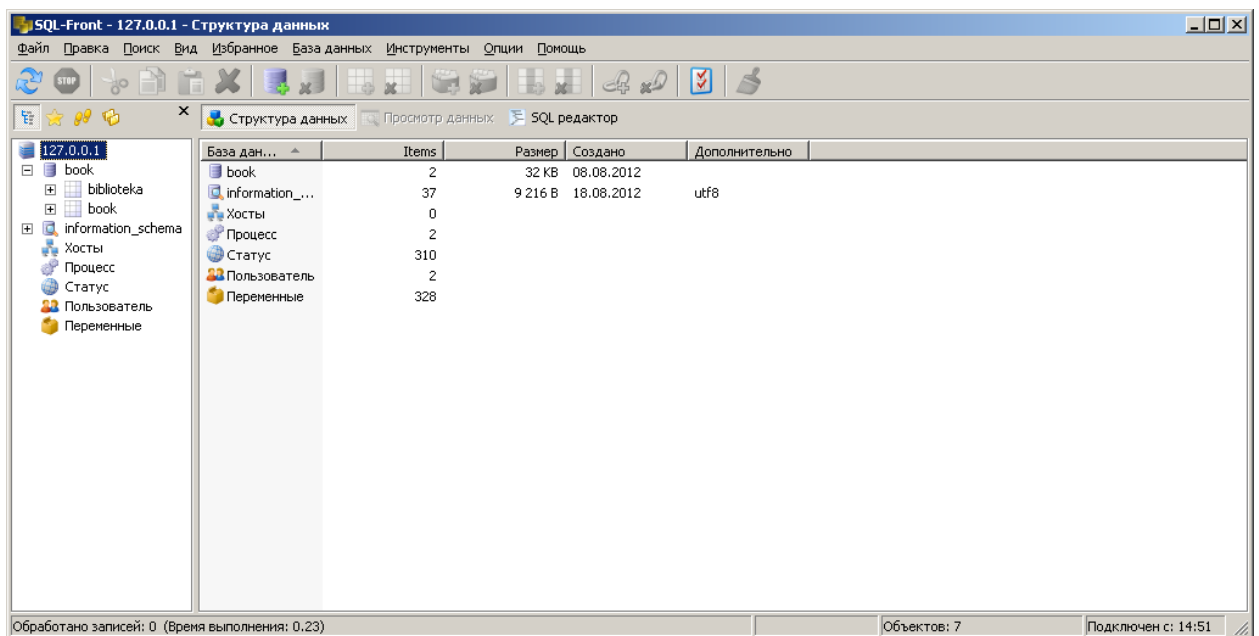 SQL-Front - 127.0.0.1 - Структура данных
Файл Правка Поиск Вид Избранное База данных Инструменты Опции Помощь
STOP
Структура данных Просмотр данных SQL редактор
127.0.0.1
book
biblioteka
book
information_schema
Хосты
Процесс
Статус
Пользователь
Переменные
База дан... Items Размер Создано Дополнительно
book 2 32 KB 08.08.2012
information_... 37 9 216 B 18.08.2012 utf8
Хосты 0
Процесс 2
Статус 310
Пользователь 2
Переменные 328
Обработано записей: 0 (Время выполнения: 0.23) Объектов: 7 Подключен с: 14:51